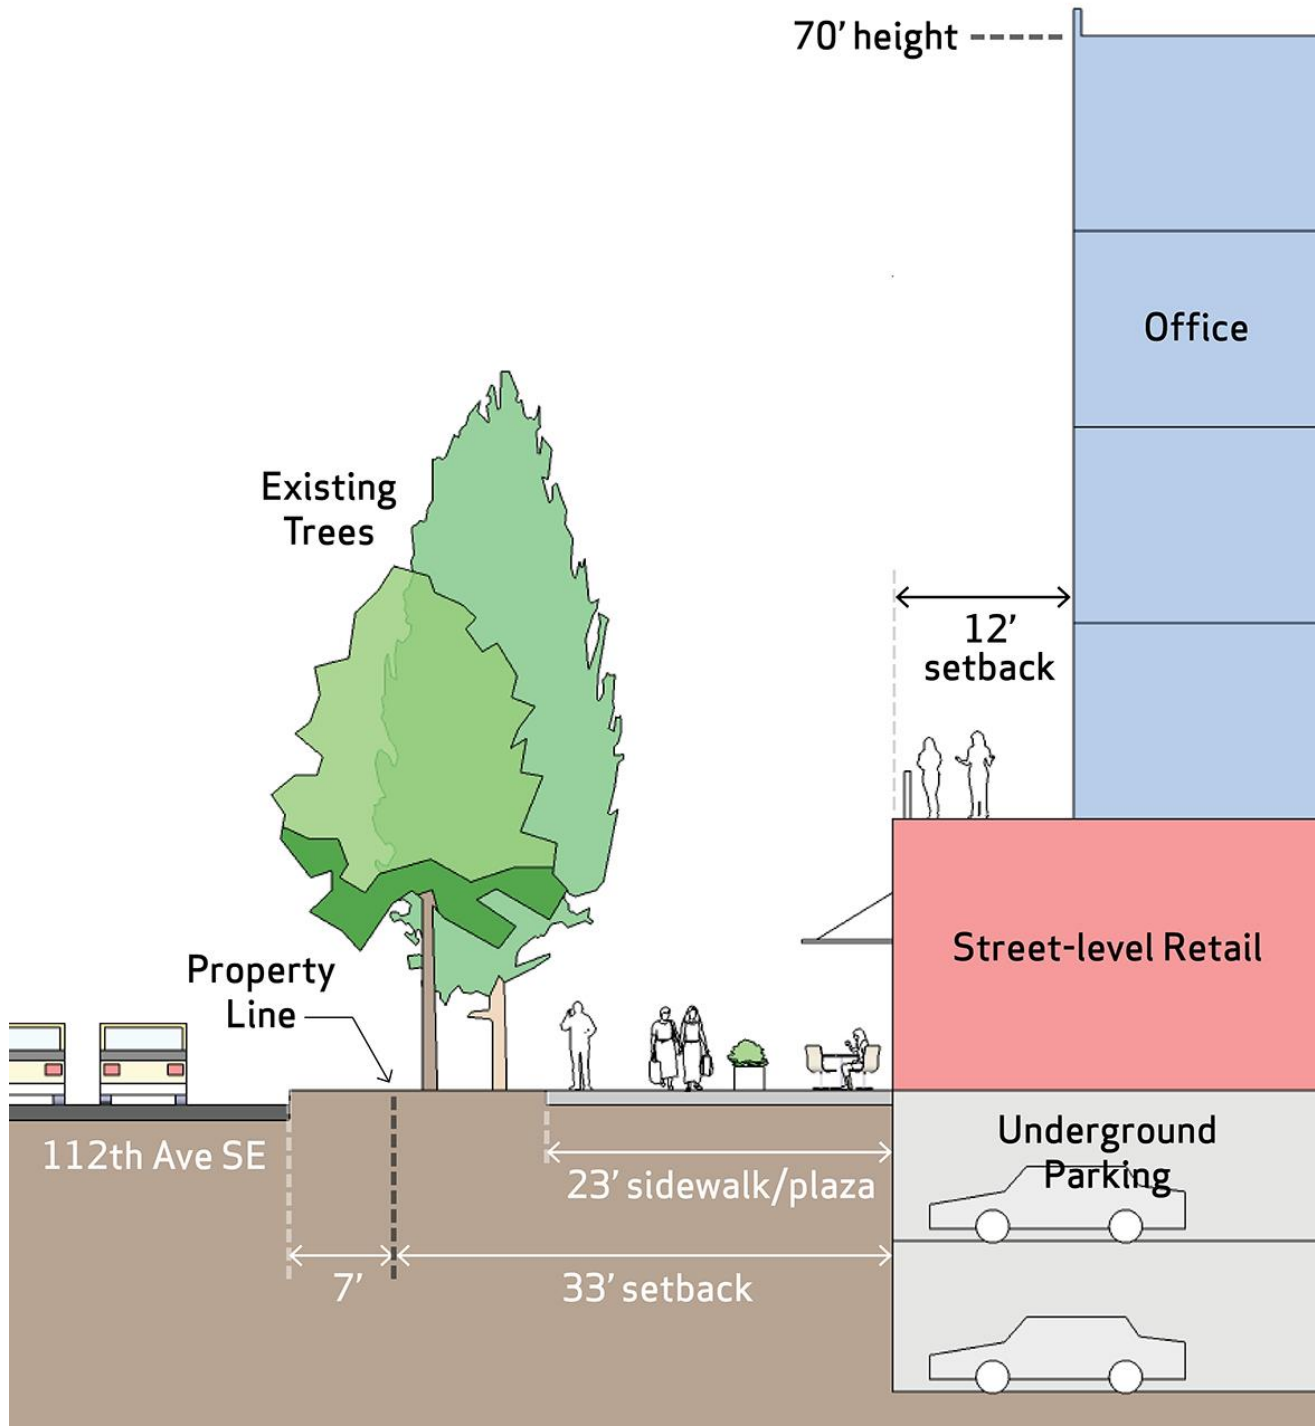 70’ height
Office
Existing
Trees
12’
setback
Street-level Retail
Property
Line
112th Ave SE
Underground
Parking
23’ sidewalk/plaza
7’
33’ setback